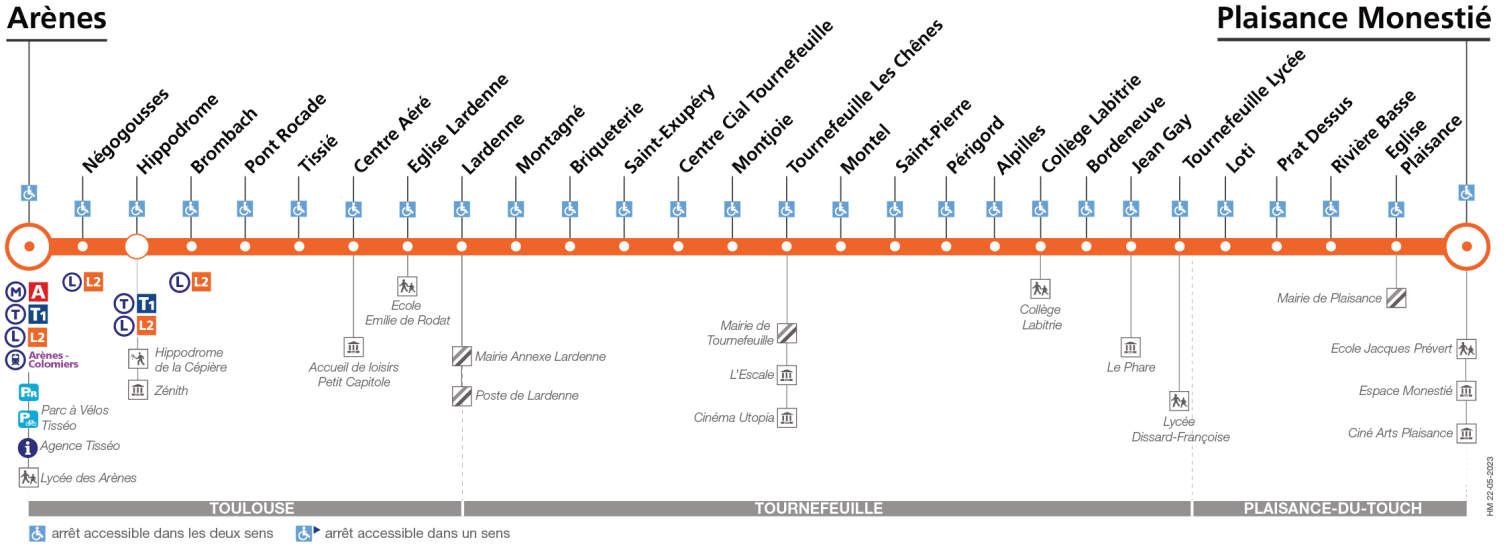 Arènes
Plaisance Monestié
Négogousses
Hippodrome
Brombach
Pont Rocade
Tissié
Centre Aéré
Eglise Lardenne
Lardenne
Montagné
Briqueterie
Saint-Exupéry
Centre Cial Tournefeuille
Montjoie
Tournefeuille Les Chênes
Montel
Saint-Pierre
Périgord
Alpilles
Collège Labitrie
Bordeneuve
Jean Gay
Tournefeuille Lycée
Loti
Prat Dessus
Rivière Basse
Eglise
Plaisance
M A
T T1
L L2
Arènes -
Colomiers
P+R
P
Parc à Vélos
Tisséo
i Agence Tisséo
Lycée des Arènes
L L2
T T1
L L2
Hippodrome
de la Cépière
Zénith
L L2
Accueil de loisirs
Petit Capitole
Ecole
Emilie de Rodat
Mairie Annexe Lardenne
Poste de Lardenne
Mairie de
Tournefeuille
L'Escale
Cinéma Utopia
Collège
Labitrie
Le Phare
Lycée
Dissard-Françoise
Mairie de Plaisance
Ecole Jacques Prévert
Espace Monestié
Ciné Arts Plaisance
TOULOUSE
TOURNEFEUILLE
PLAISANCE-DU-TOUCH
arrêt accessible dans les deux sens
arrêt accessible dans un sens
HM 22-05-2023